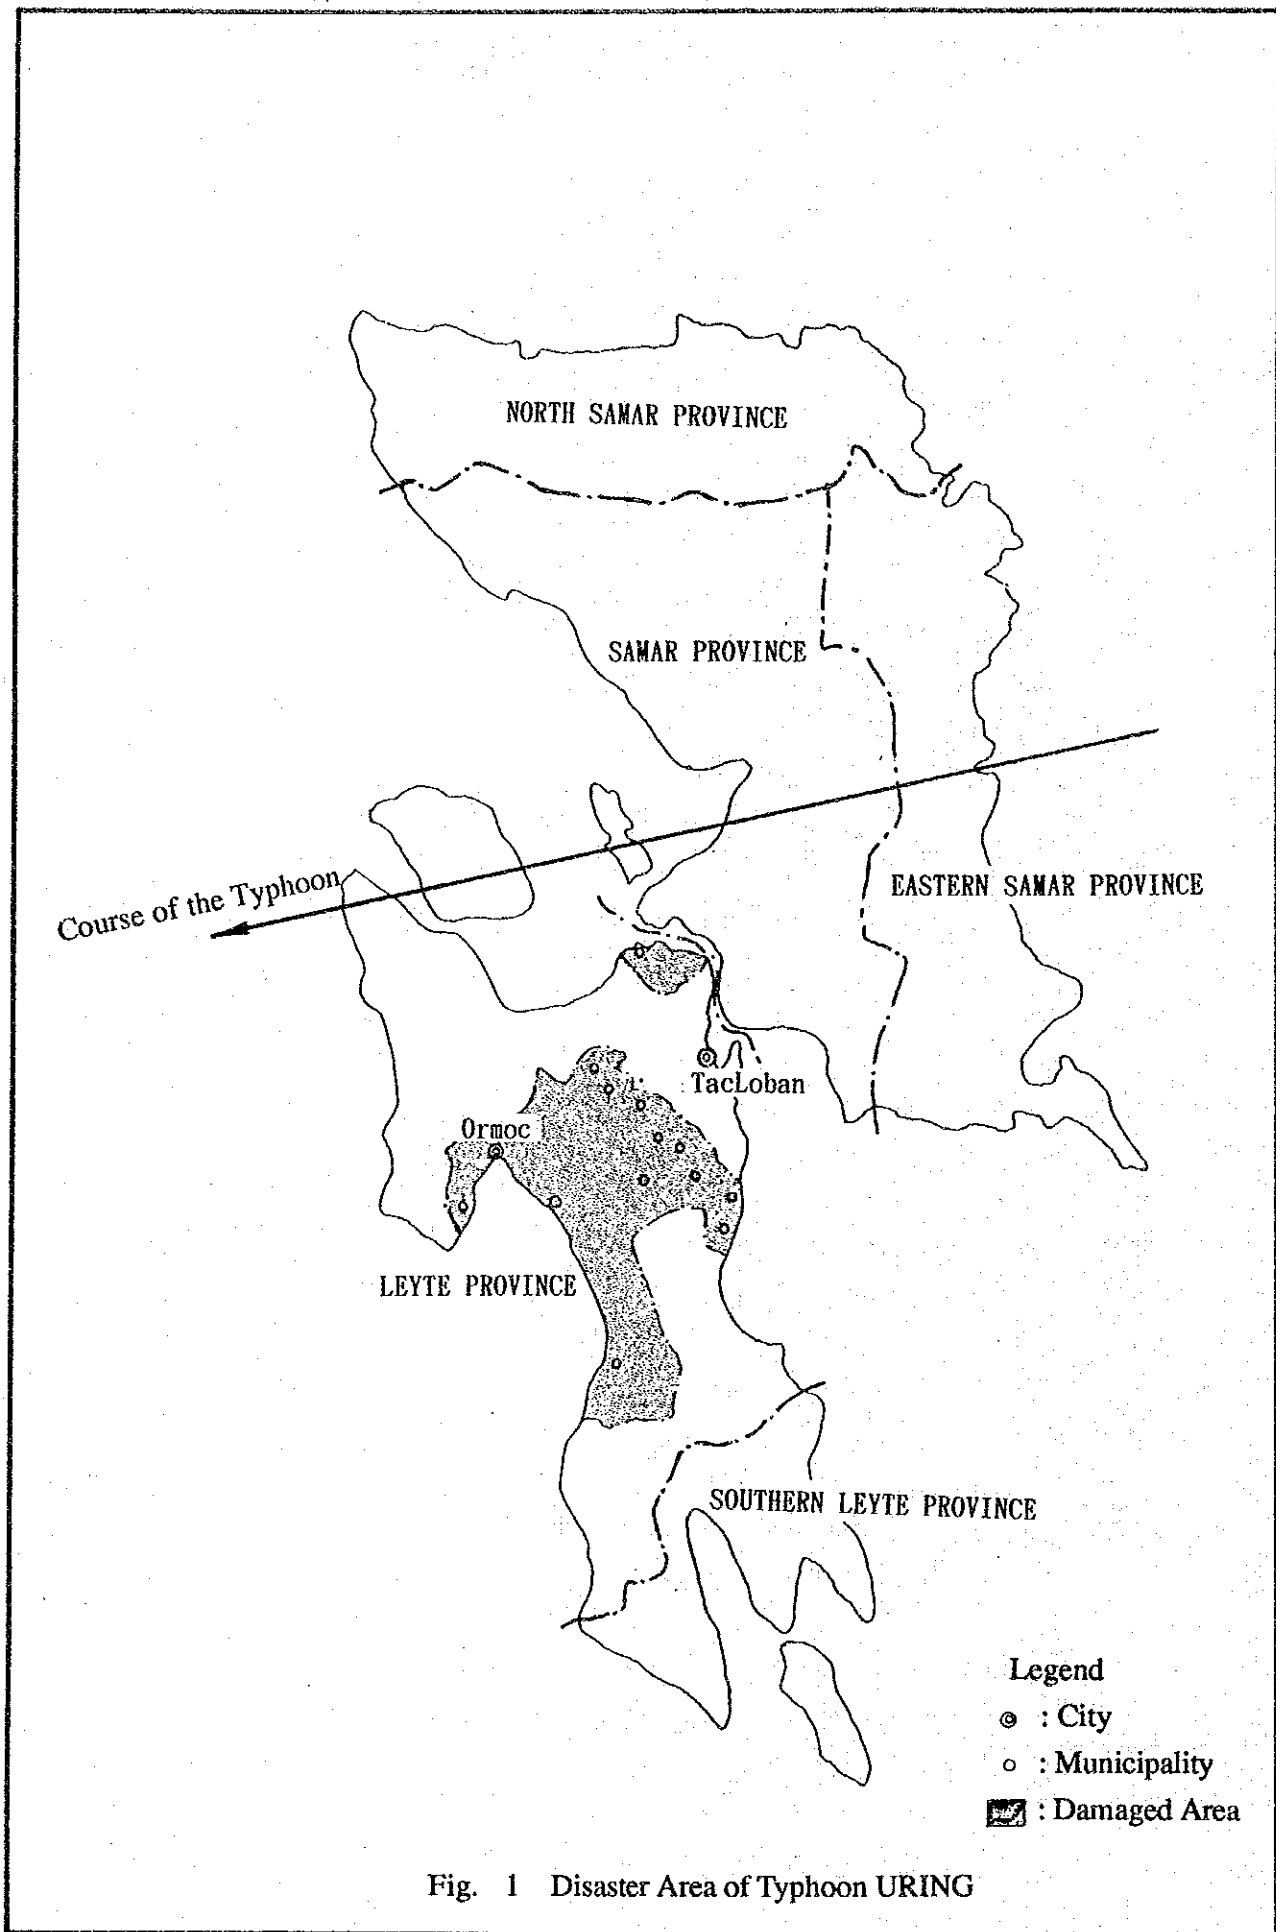 NORTH SAMAR PROVINCE
SAMAR PROVINCE
Course of the Typhoon
EASTERN SAMAR PROVINCE
TacLoban
Ormoc
LEYTE PROVINCE
SOUTHERN LEYTE PROVINCE
Legend
: City
: Municipality
: Damaged Area
Fig. 1 Disaster Area of Typhoon URING